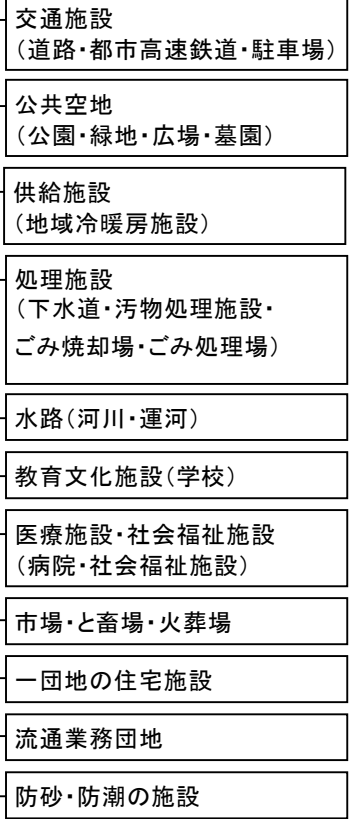 交通施設
（道路・都市高速鉄道・駐車場）
公共空地
（公園・緑地・広場・墓園）
供給施設
（地域冷暖房施設）
処理施設
（下水道・汚物処理施設・
ごみ焼却場・ごみ処理場）
水路（河川・運河）
教育文化施設（学校）
医療施設・社会福祉施設
（病院・社会福祉施設）
市場・と畜場・火葬場
一団地の住宅施設
流通業務団地
防砂・防潮の施設